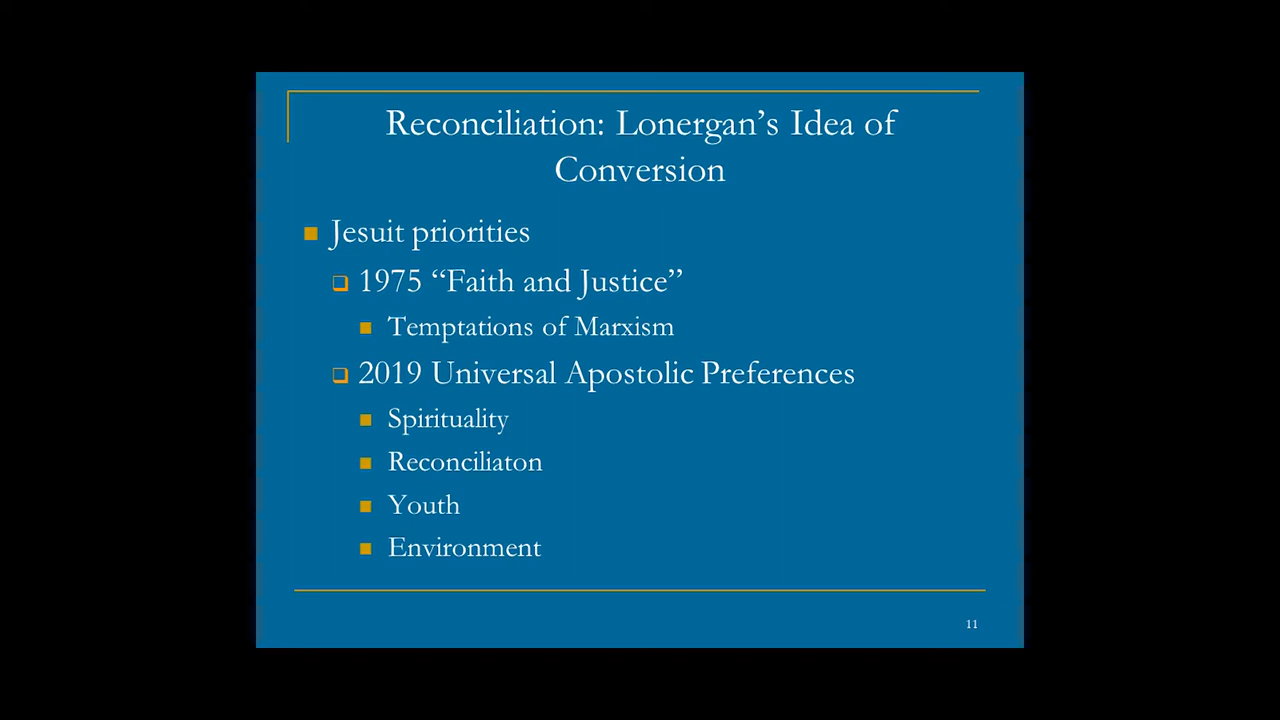 Reconciliation: Lonergan’s Idea of
Conversion
Jesuit priorities
1975 “Faith and Justice”
Temptations of Marxism
2019 Universal Apostolic Preferences
Spirituality
Reconciliaton
Youth
Environment
11